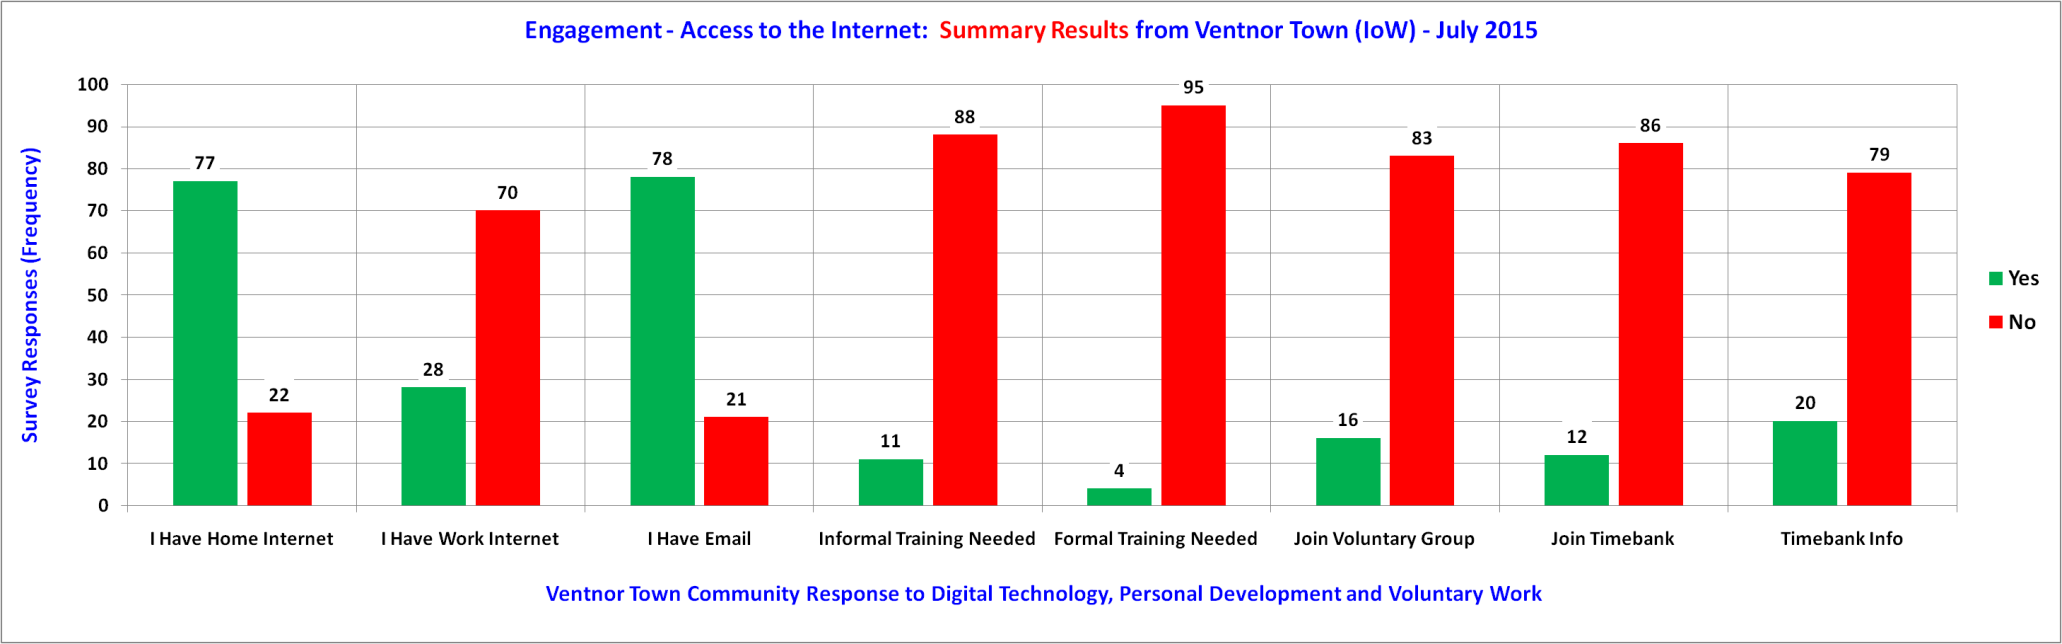 Engagement - Access to the Internet: Summary Results from Ventnor Town (IoW) - July 2015
Survey Responses (Frequency)
100
90
80
70
60
50
40
30
20
10
0
77
22
28
70
78
21
11
88
4
95
16
83
12
86
20
79
Yes
No
I Have Home Internet
I Have Work Internet
I Have Email
Informal Training Needed
Formal Training Needed
Join Voluntary Group
Join Timebank
Timebank Info
Ventnor Town Community Response to Digital Technology, Personal Development and Voluntary Work